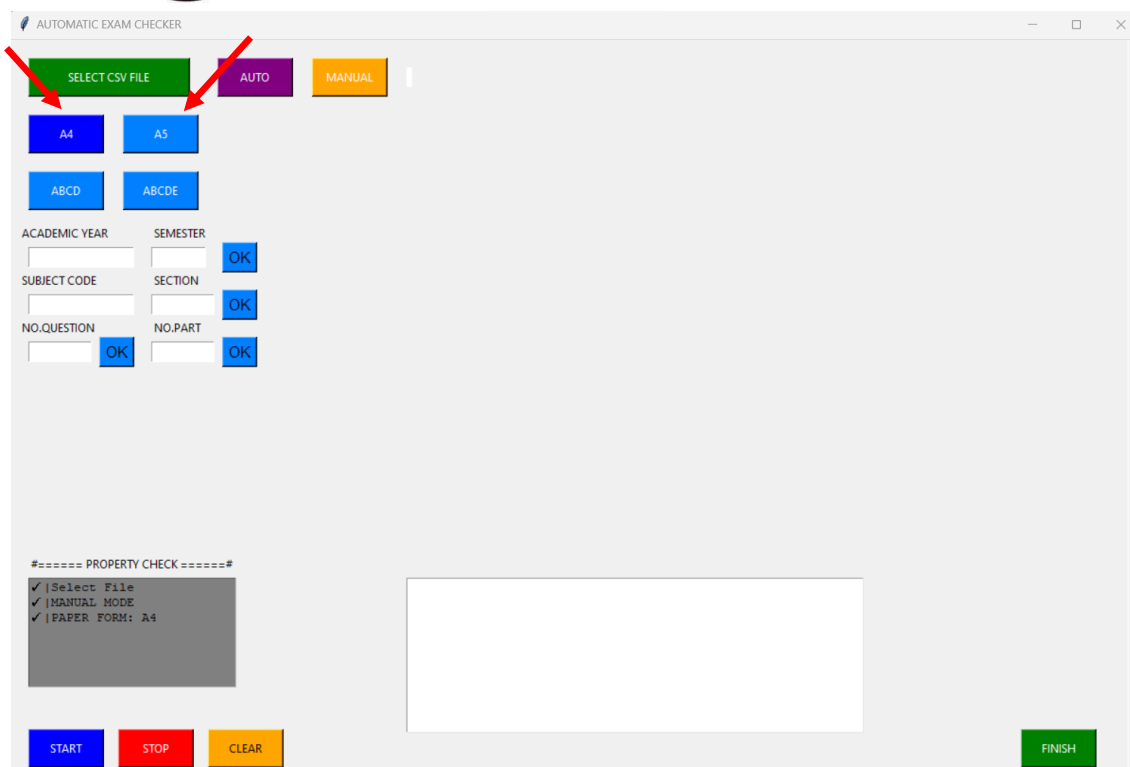 AUTOMATIC EXAM CHECKER
SELECT CSV FILE AUTO MANUAL
A4 A5
ABCD ABCDE
ACADEMIC YEAR SEMESTER
OK
SUBJECT CODE SECTION
OK
NO.QUESTION NO.PART
OK OK
#====== PROPERTY CHECK ======#
✓|Select File
✓|MANUAL MODE
✓|PAPER FORM: A4
START STOP CLEAR FINISH